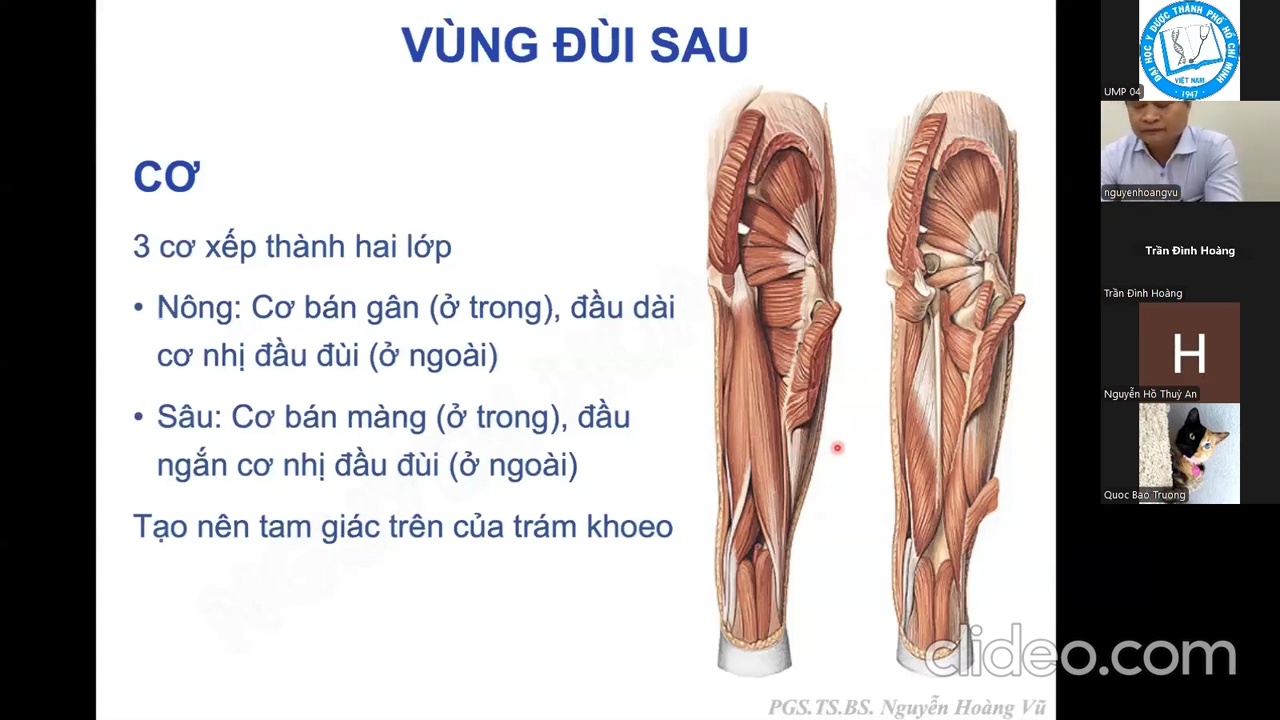 VÙNG ĐÙI SAU
CƠ
3 cơ xếp thành hai lớp
• Nông: Cơ bán gân (ở trong), đầu dài
cơ nhị đầu đùi (ở ngoài)
• Sâu: Cơ bán màng (ở trong), đầu
ngắn cơ nhị đầu đùi (ở ngoài)
Tạo nên tam giác trên của trám khoeo
PGS.TS.BS. Nguyễn Hoàng Vũ
clideo.com
ĐẠI HỌC Y DƯỢC THÀNH PHỐ HỒ CHÍ MINH
VIỆT NAM
1947
UMP 04
nguyenhoangvu
Trần Đình Hoàng
Trần Đình Hoàng
H
Nguyễn Hồ Thuỳ An
Quoc Bao Truong